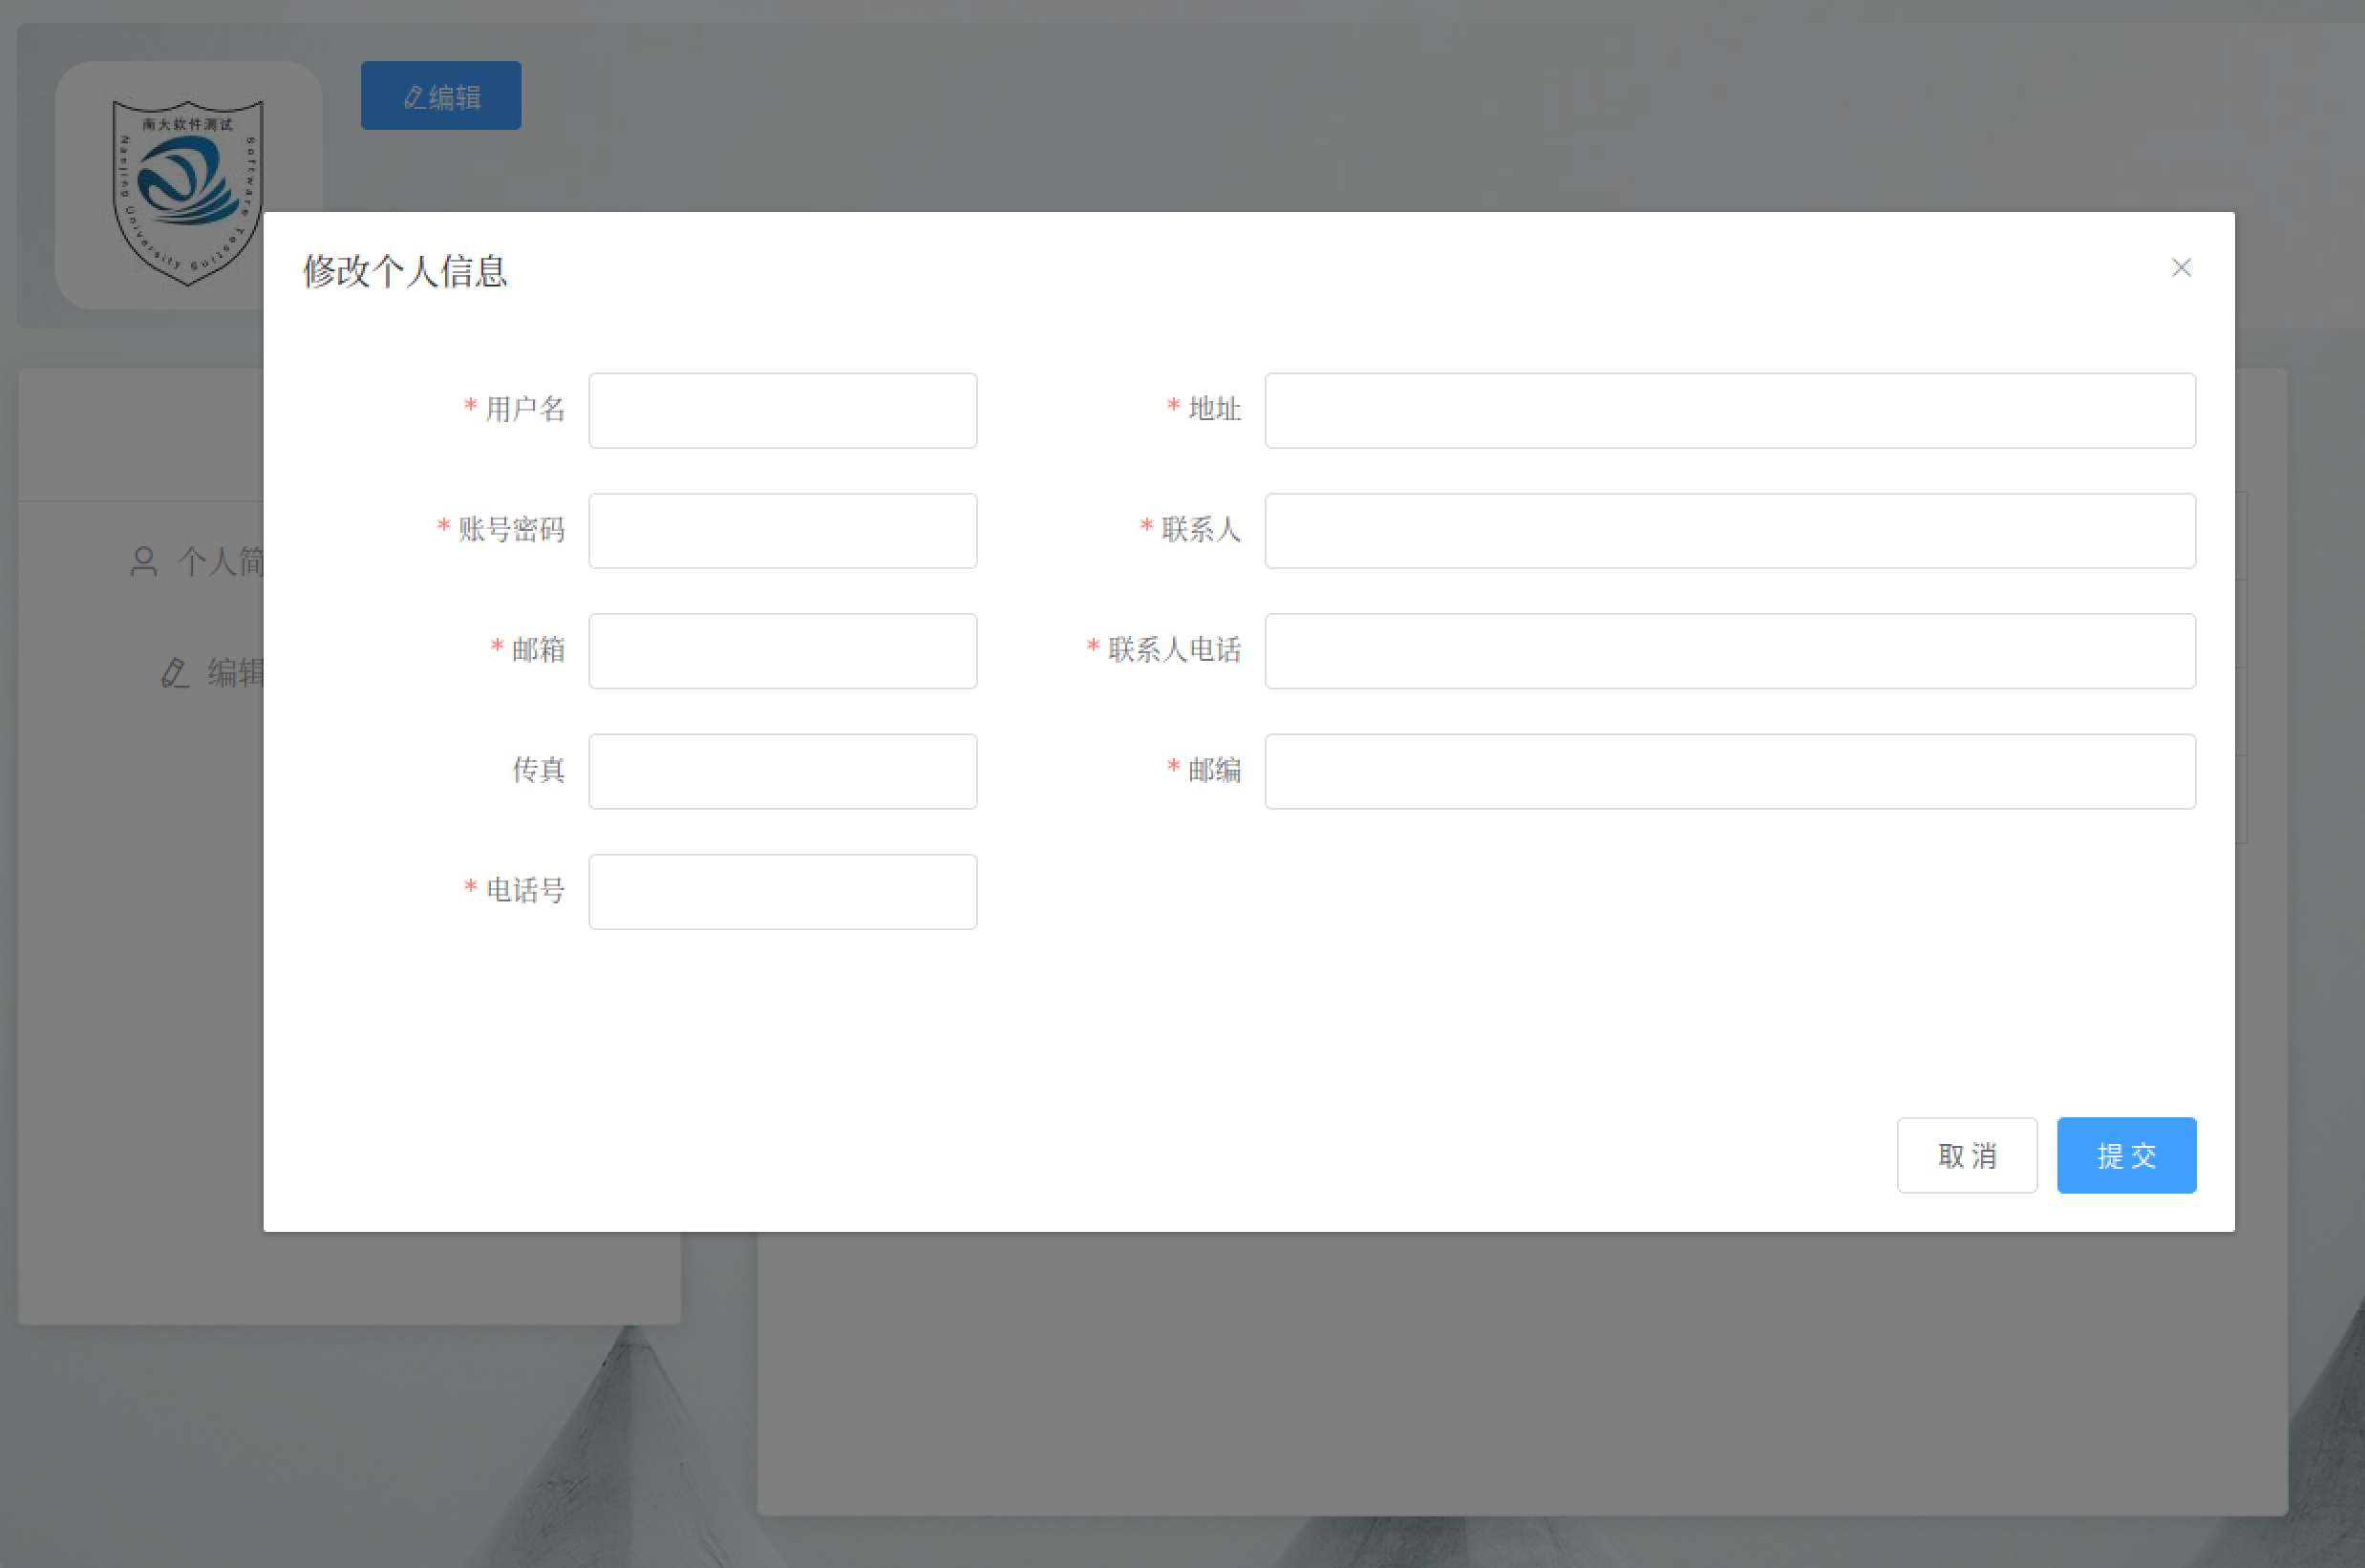 编辑
南大软件测试
Nanjing University Software Testing
修改个人信息
* 用户名
* 地址
* 账号密码
* 联系人
个人简
* 邮箱
* 联系人电话
编辑
传真
* 邮编
* 电话号
取 消
提 交